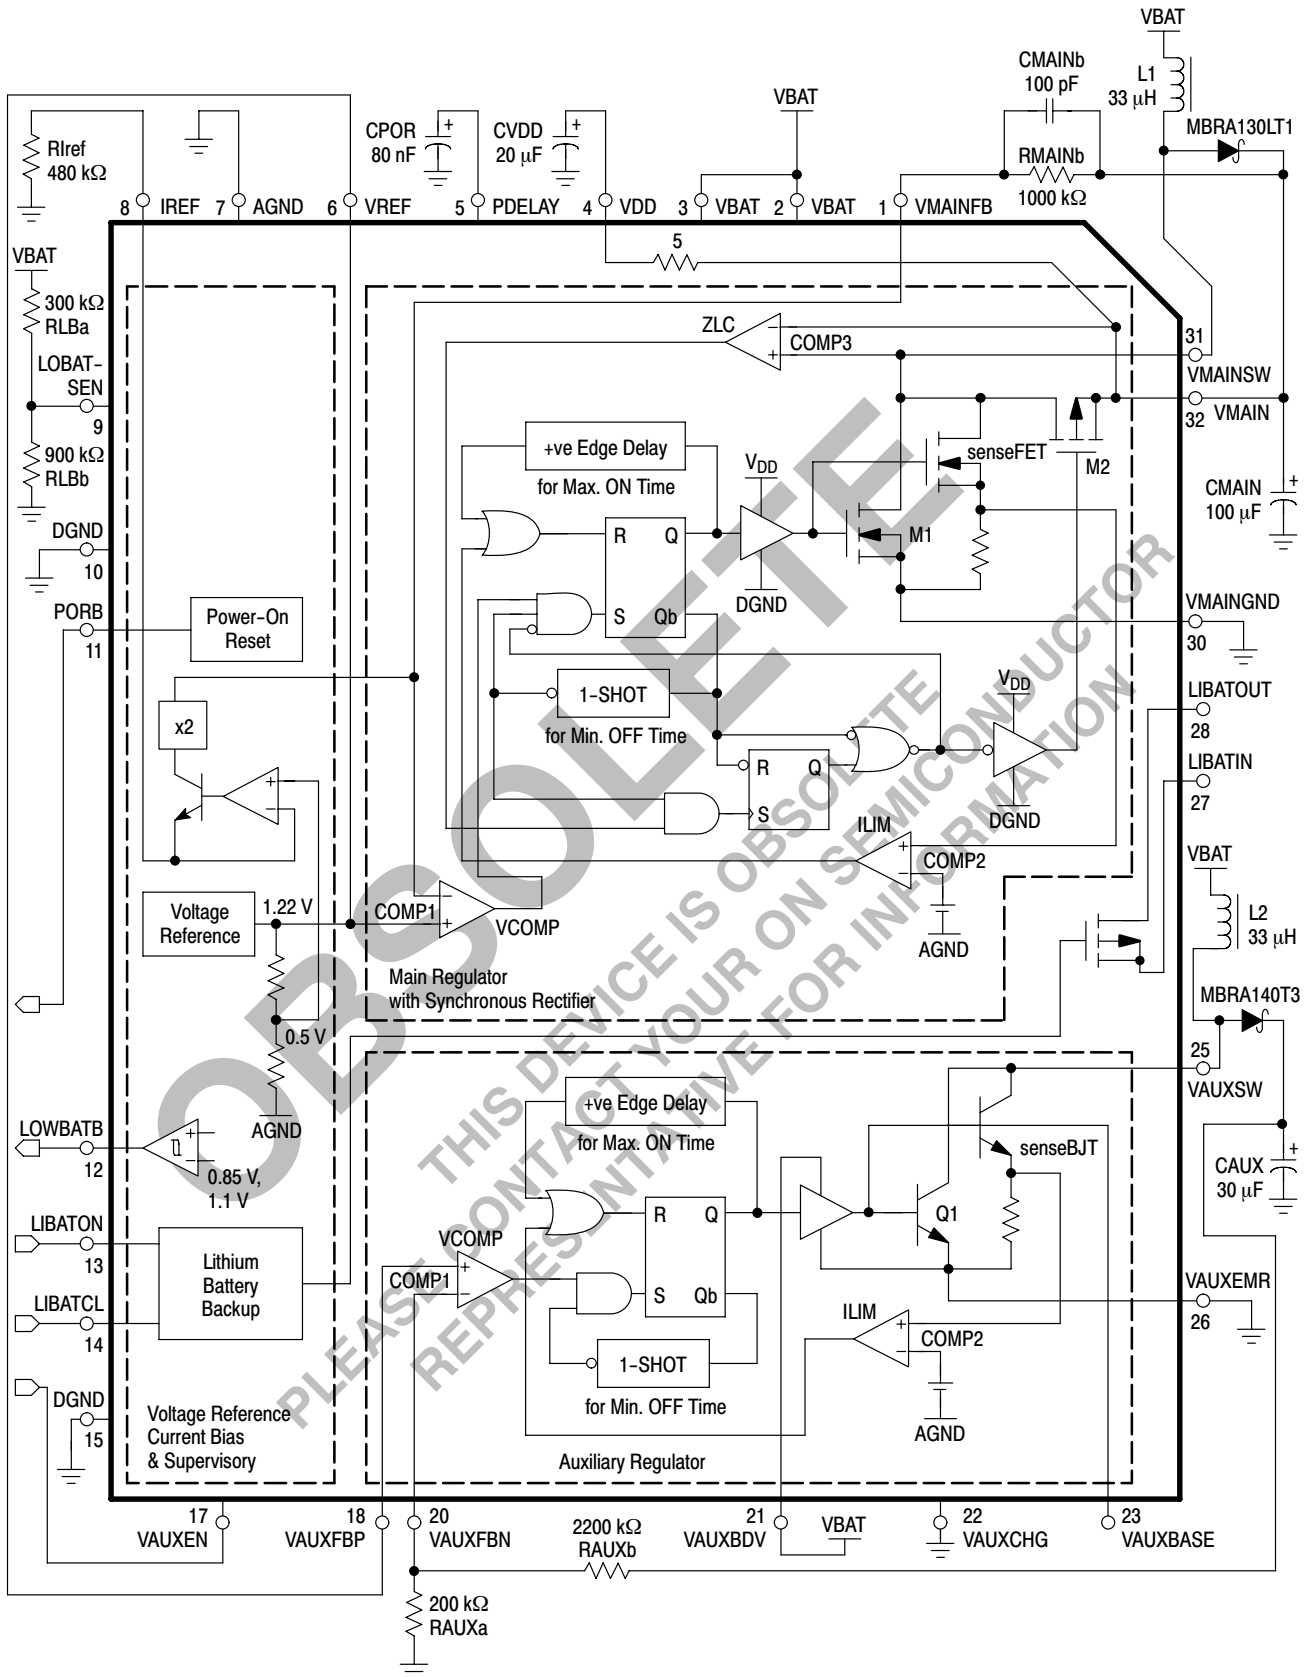 VBAT
CMAINb
100 pF
L1
33 µH
VBAT
MBRA130LT1
RIref
480 kΩ
CPOR
80 nF
+
CVDD
20 µF
+
RMAINb
1000 kΩ
8 IREF
7 AGND
6 VREF
5 PDELAY
4 VDD
3 VBAT
2 VBAT
1 VMAINFB
VBAT
300 kΩ
RLBa
LOBAT-
SEN
9
900 kΩ
RLBb
DGND
10
PORB
11
5
ZLC
COMP3
−
+
31
VMAINSW
VMAIN
32
+ve Edge Delay
for Max. ON Time
VDD
senseFET
M2
CMAIN
100 µF
+
R Q
S Qb
M1
DGND
VMAINGND
30
Power-On
Reset
1-SHOT
for Min. OFF Time
VDD
LIBATOUT
28
x2
R Q
S
LIBATIN
27
+
−
DGND
ILIM
COMP2
+
−
AGND
VBAT
L2
33 µH
Voltage
Reference
1.22 V
COMP1
−
+
VCOMP
Main Regulator
with Synchronous Rectifier
MBRA140T3
0.5 V
AGND
25
VAUXSW
+ve Edge Delay
for Max. ON Time
senseBJT
LOWBATB
12
+
−
0.85 V,
1.1 V
CAUX
30 µF
+
LIBATON
13
LIBATCL
14
Lithium
Battery
Backup
VCOMP
COMP1
+
−
R Q
S Qb
Q1
VAUXEMR
26
ILIM
COMP2
+
−
AGND
1-SHOT
for Min. OFF Time
DGND
15
Voltage Reference
Current Bias
& Supervisory
Auxiliary Regulator
17
VAUXEN
18
VAUXFBP
20
VAUXFBN
2200 kΩ
RAUXb
21
VAUXBDV
VBAT
22
VAUXCHG
23
VAUXBASE
200 kΩ
RAUXa
OBSOLETE
THIS DEVICE IS OBSOLETE
PLEASE CONTACT YOUR ON SEMICONDUCTOR
REPRESENTATIVE FOR INFORMATION